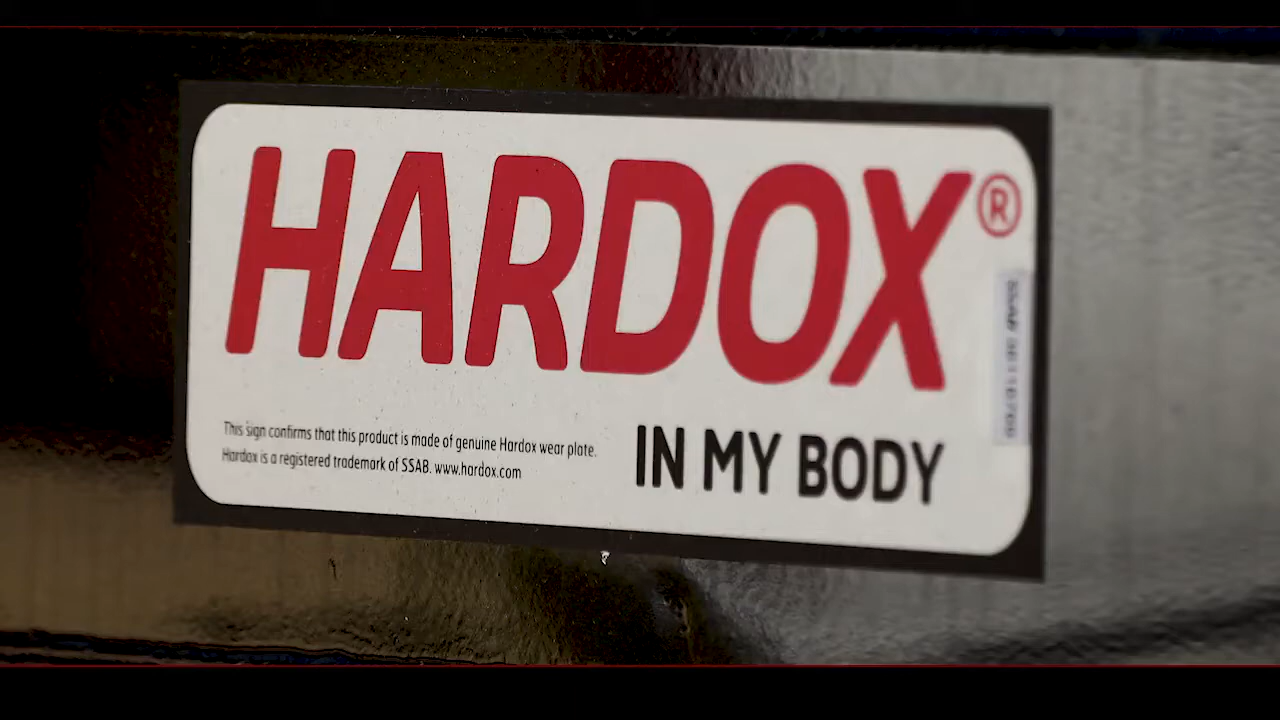 HARDOX®
This sign confirms that this product is made of genuine Hardox wear plate.
Hardox is a registered trademark of SSAB. www.hardox.com
IN MY BODY
SSAB